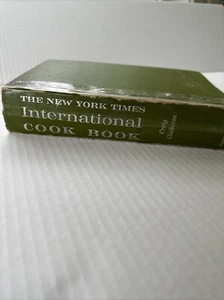 THE NEW YORK TIMES
International
COOK BOOK
Craig
Claiborne